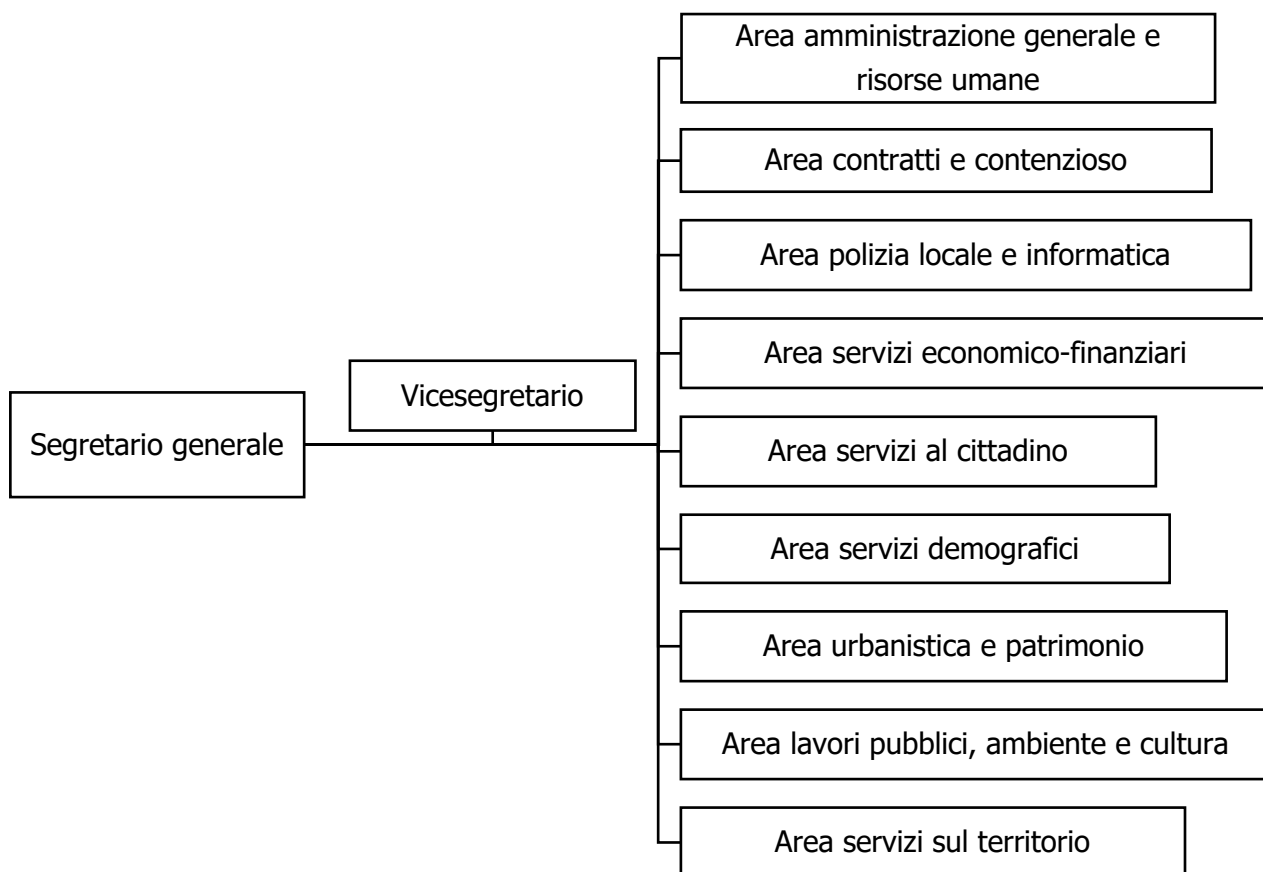 Area amministrazione generale e
risorse umane
Area contratti e contenzioso
Area polizia locale e informatica
Area servizi economico-finanziari
Vicesegretario
Segretario generale
Area servizi al cittadino
Area servizi demografici
Area urbanistica e patrimonio
Area lavori pubblici, ambiente e cultura
Area servizi sul territorio